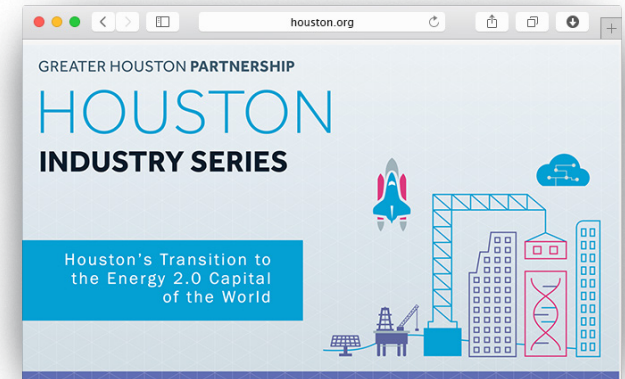 houston.org
GREATER HOUSTON PARTNERSHIP
HOUSTON
INDUSTRY SERIES
Houston's Transition to
the Energy 2.0 Capital
of the World